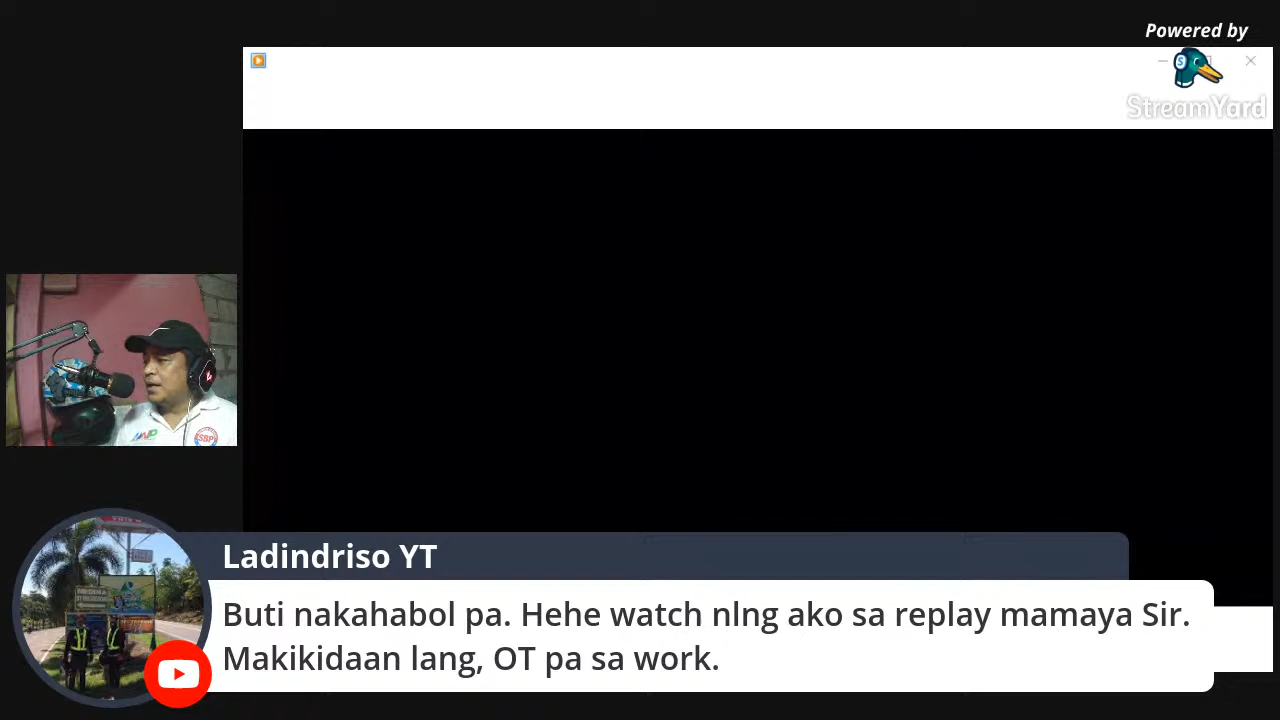 Powered by
StreamYard
SBP
Ladindriso YT
Buti nakahabol pa. Hehe watch nlng ako sa replay mamaya Sir.
Makikidaan lang, OT pa sa work.